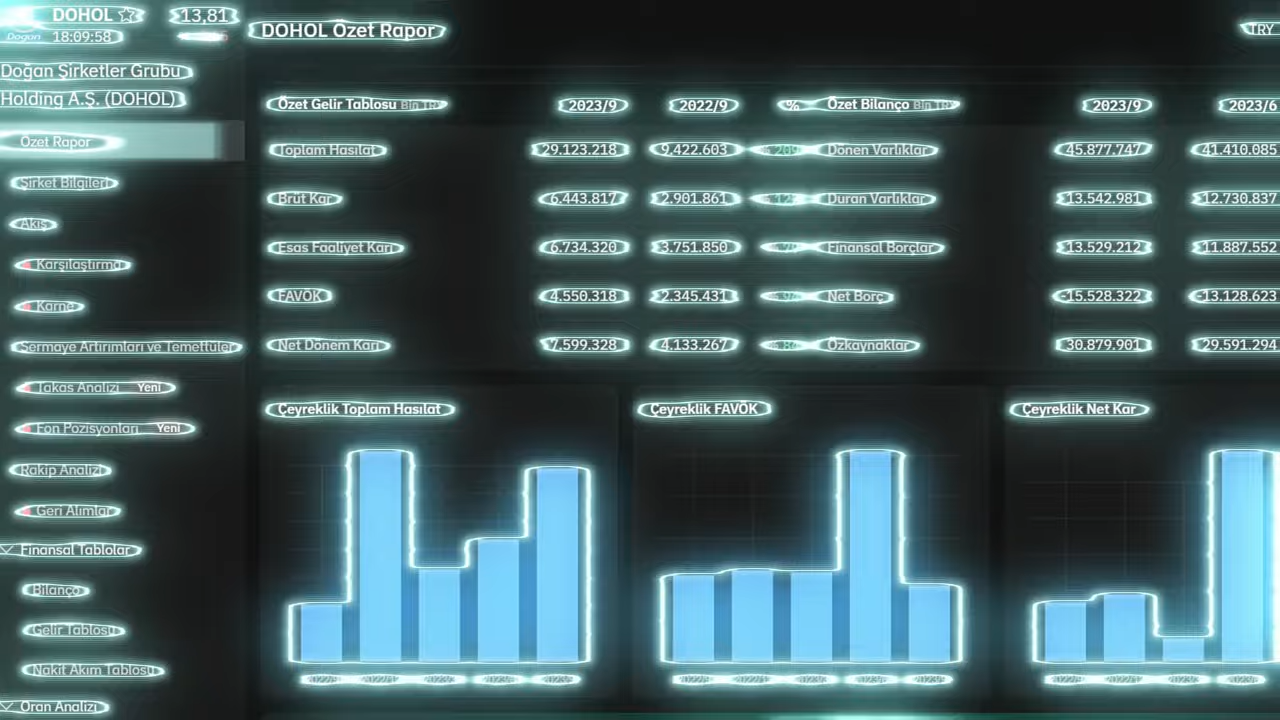 DOHOL ☆ 13,81
Doğan 18:09:58
Doğan Şirketler Grubu
Holding A.Ş. (DOHOL)
Özet Rapor
Şirket Bilgileri
Akış
Karşılaştırma
Karne
Sermaye Artırımları ve Temettüler
Takas Analizi Yeni
Fon Pozisyonları Yeni
Rakip Analizi
Geri Alımlar
Finansal Tablolar
Bilanço
Gelir Tablosu
Nakit Akım Tablosu
Oran Analizi
DOHOL Özet Rapor
TRY
Özet Gelir Tablosu Bin TRY 2023/9 2022/9 %
Toplam Hasılat 29.123.218 9.422.603
Brüt Kar 6.443.817 2.901.861
Esas Faaliyet Karı 6.734.320 3.751.850
FAVÖK 4.550.318 2.345.431
Net Dönem Karı 7.599.328 4.133.267
Özet Bilanço Bin TRY 2023/9 2023/6
Dönen Varlıklar 45.877.747 41.410.085
Duran Varlıklar 13.542.981 12.730.837
Finansal Borçlar 13.529.212 11.887.552
Net Borç -15.528.322 -13.128.623
Özkaynaklar 30.879.901 29.591.294
Çeyreklik Toplam Hasılat
Çeyreklik FAVÖK
Çeyreklik Net Kar